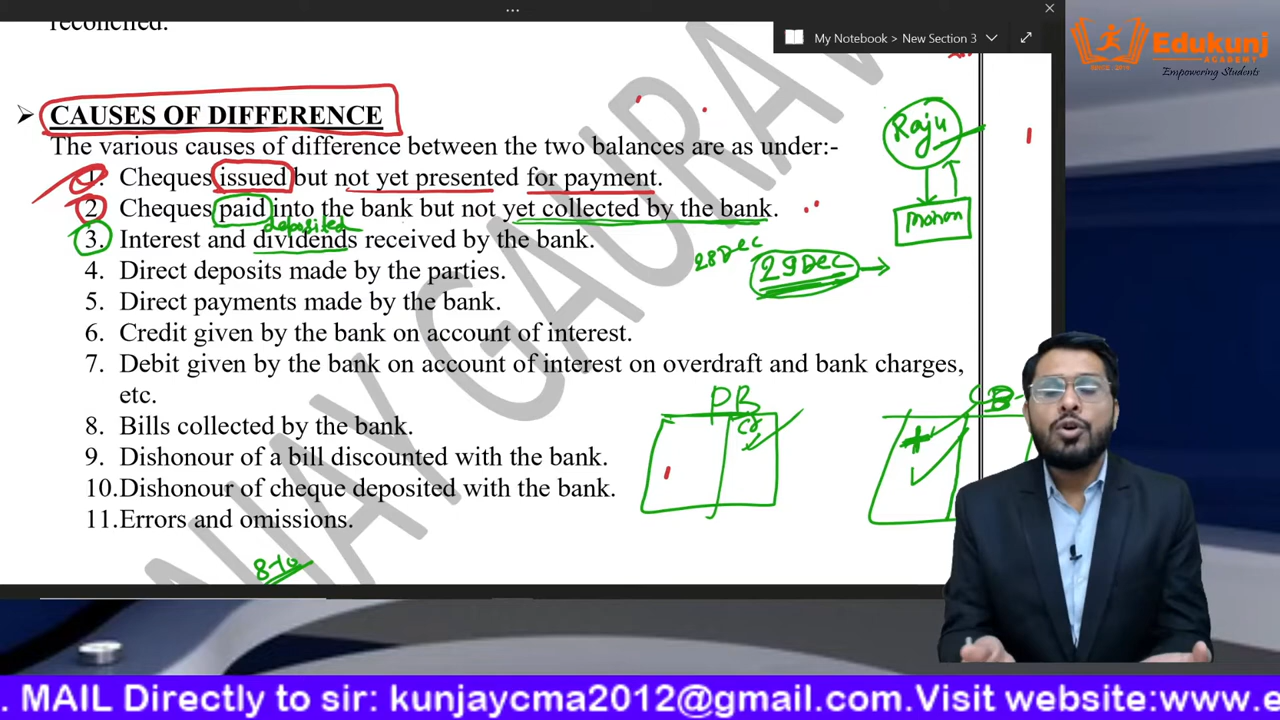 ...
My Notebook > New Section 3
Edukunj
ACADEMY
Empowering Students
reconciled.
CAUSES OF DIFFERENCE
The various causes of difference between the two balances are as under:-
1. Cheques issued but not yet presented for payment.
2. Cheques paid into the bank but not yet collected by the bank.
deposited
3. Interest and dividends received by the bank.
4. Direct deposits made by the parties.
5. Direct payments made by the bank.
6. Credit given by the bank on account of interest.
7. Debit given by the bank on account of interest on overdraft and bank charges,
etc.
8. Bills collected by the bank.
9. Dishonour of a bill discounted with the bank.
10.Dishonour of cheque deposited with the bank.
11.Errors and omissions.
Raju
mohan
28 Dec
29 Dec
PB
Cr
CB
+
8-10
. MAIL Directly to sir: kunjaycma2012@gmail.com.Visit website:www.e